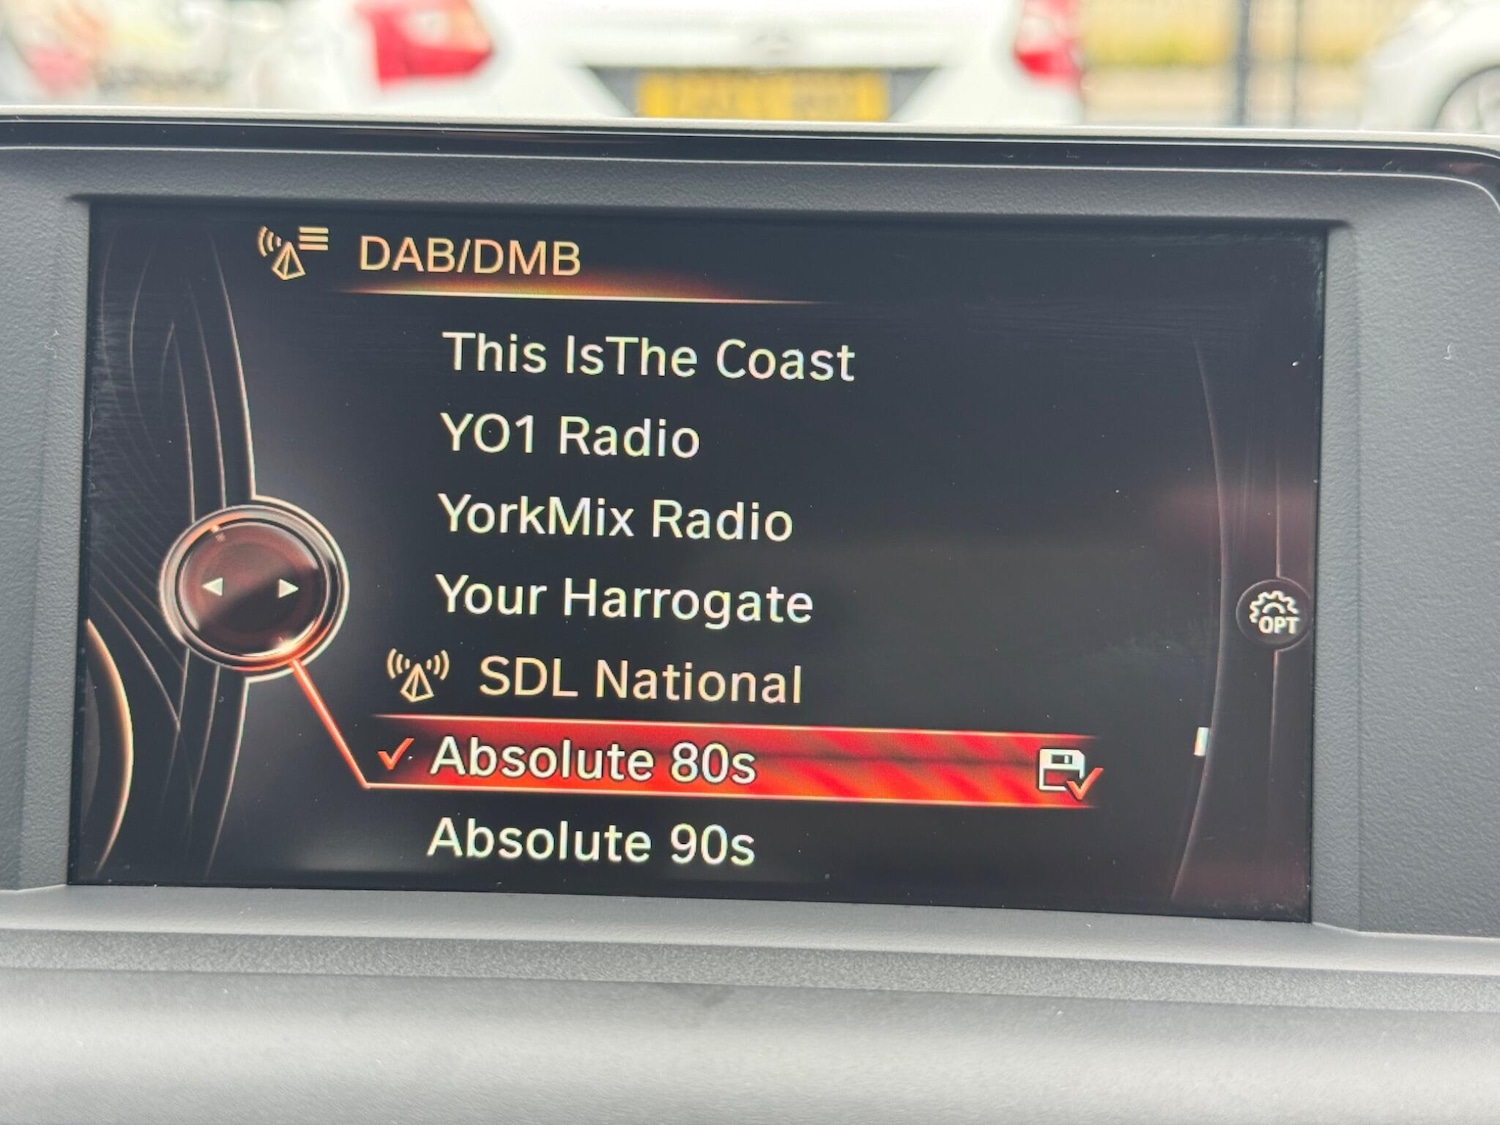 DAB/DMB
This IsThe Coast
YO1 Radio
YorkMix Radio
Your Harrogate
OPT
SDL National
Absolute 80s
Absolute 90s